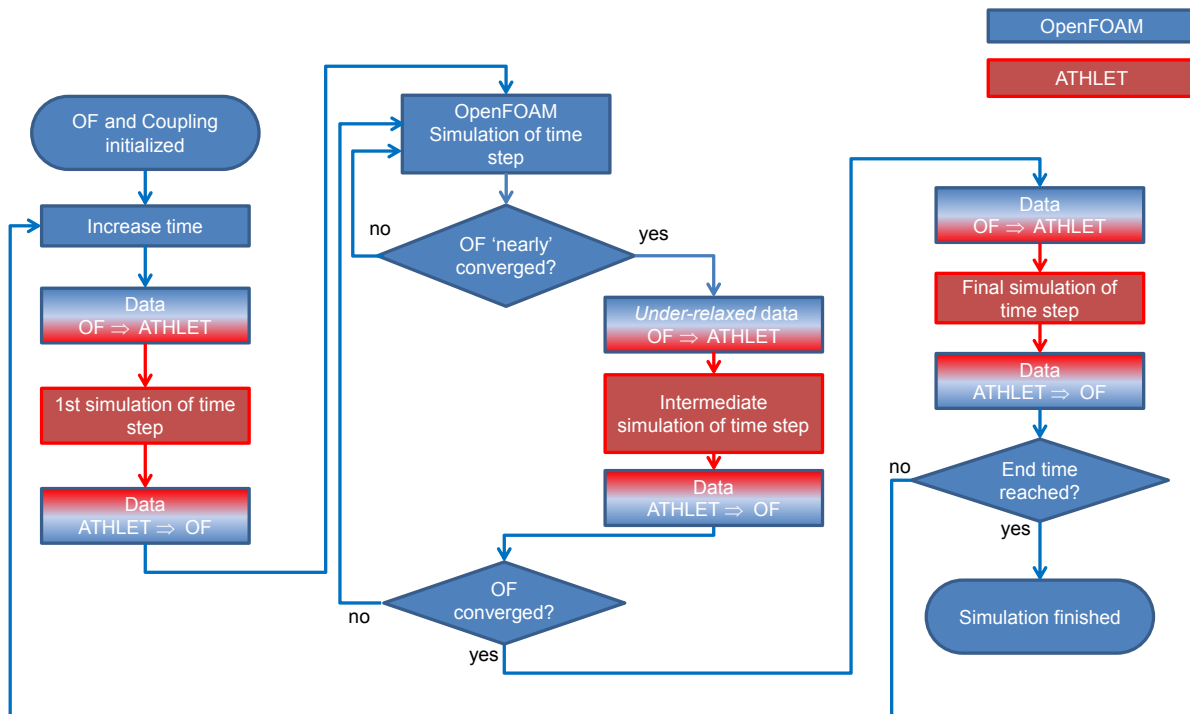 OpenFOAM
ATHLET
OF and Coupling
initialized
Increase time
Data
OF ⇒ ATHLET
1st simulation of time
step
Data
ATHLET ⇒ OF
OpenFOAM
Simulation of time
step
no
OF 'nearly'
converged?
yes
Under-relaxed data
OF ⇒ ATHLET
Intermediate
simulation of time step
Data
ATHLET ⇒ OF
OF
converged?
no
yes
Data
OF ⇒ ATHLET
Final simulation of
time step
Data
ATHLET ⇒ OF
no
End time
reached?
yes
Simulation finished